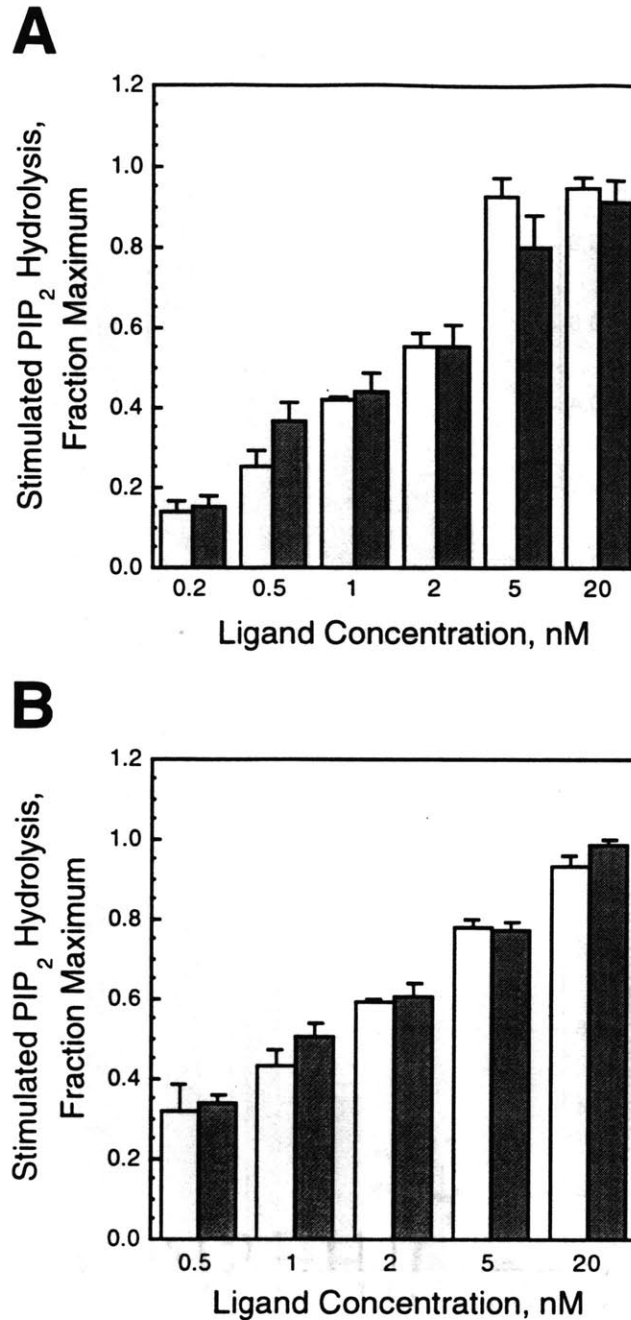 A
Stimulated PIP2 Hydrolysis,
Fraction Maximum
1.2
1.0
0.8
0.6
0.4
0.2
0.0
0.2 0.5 1 2 5 20
Ligand Concentration, nM
B
Stimulated PIP2 Hydrolysis,
Fraction Maximum
1.2
1.0
0.8
0.6
0.4
0.2
0.0
0.5 1 2 5 20
Ligand Concentration, nM